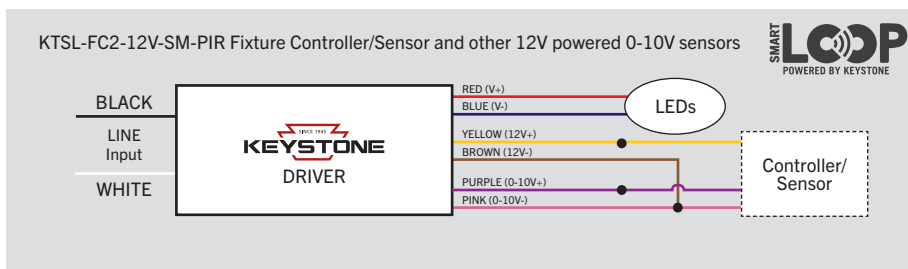 KTSL-FC2-12V-SM-PIR Fixture Controller/Sensor and other 12V powered 0-10V sensors
SMART
LOOP
POWERED BY KEYSTONE
BLACK
LINE
Input
WHITE
SINCE 1945
KEYSTONE
DRIVER
RED (V+)
BLUE (V-)
YELLOW (12V+)
BROWN (12V-)
PURPLE (0-10V+)
PINK (0-10V-)
LEDs
Controller/
Sensor